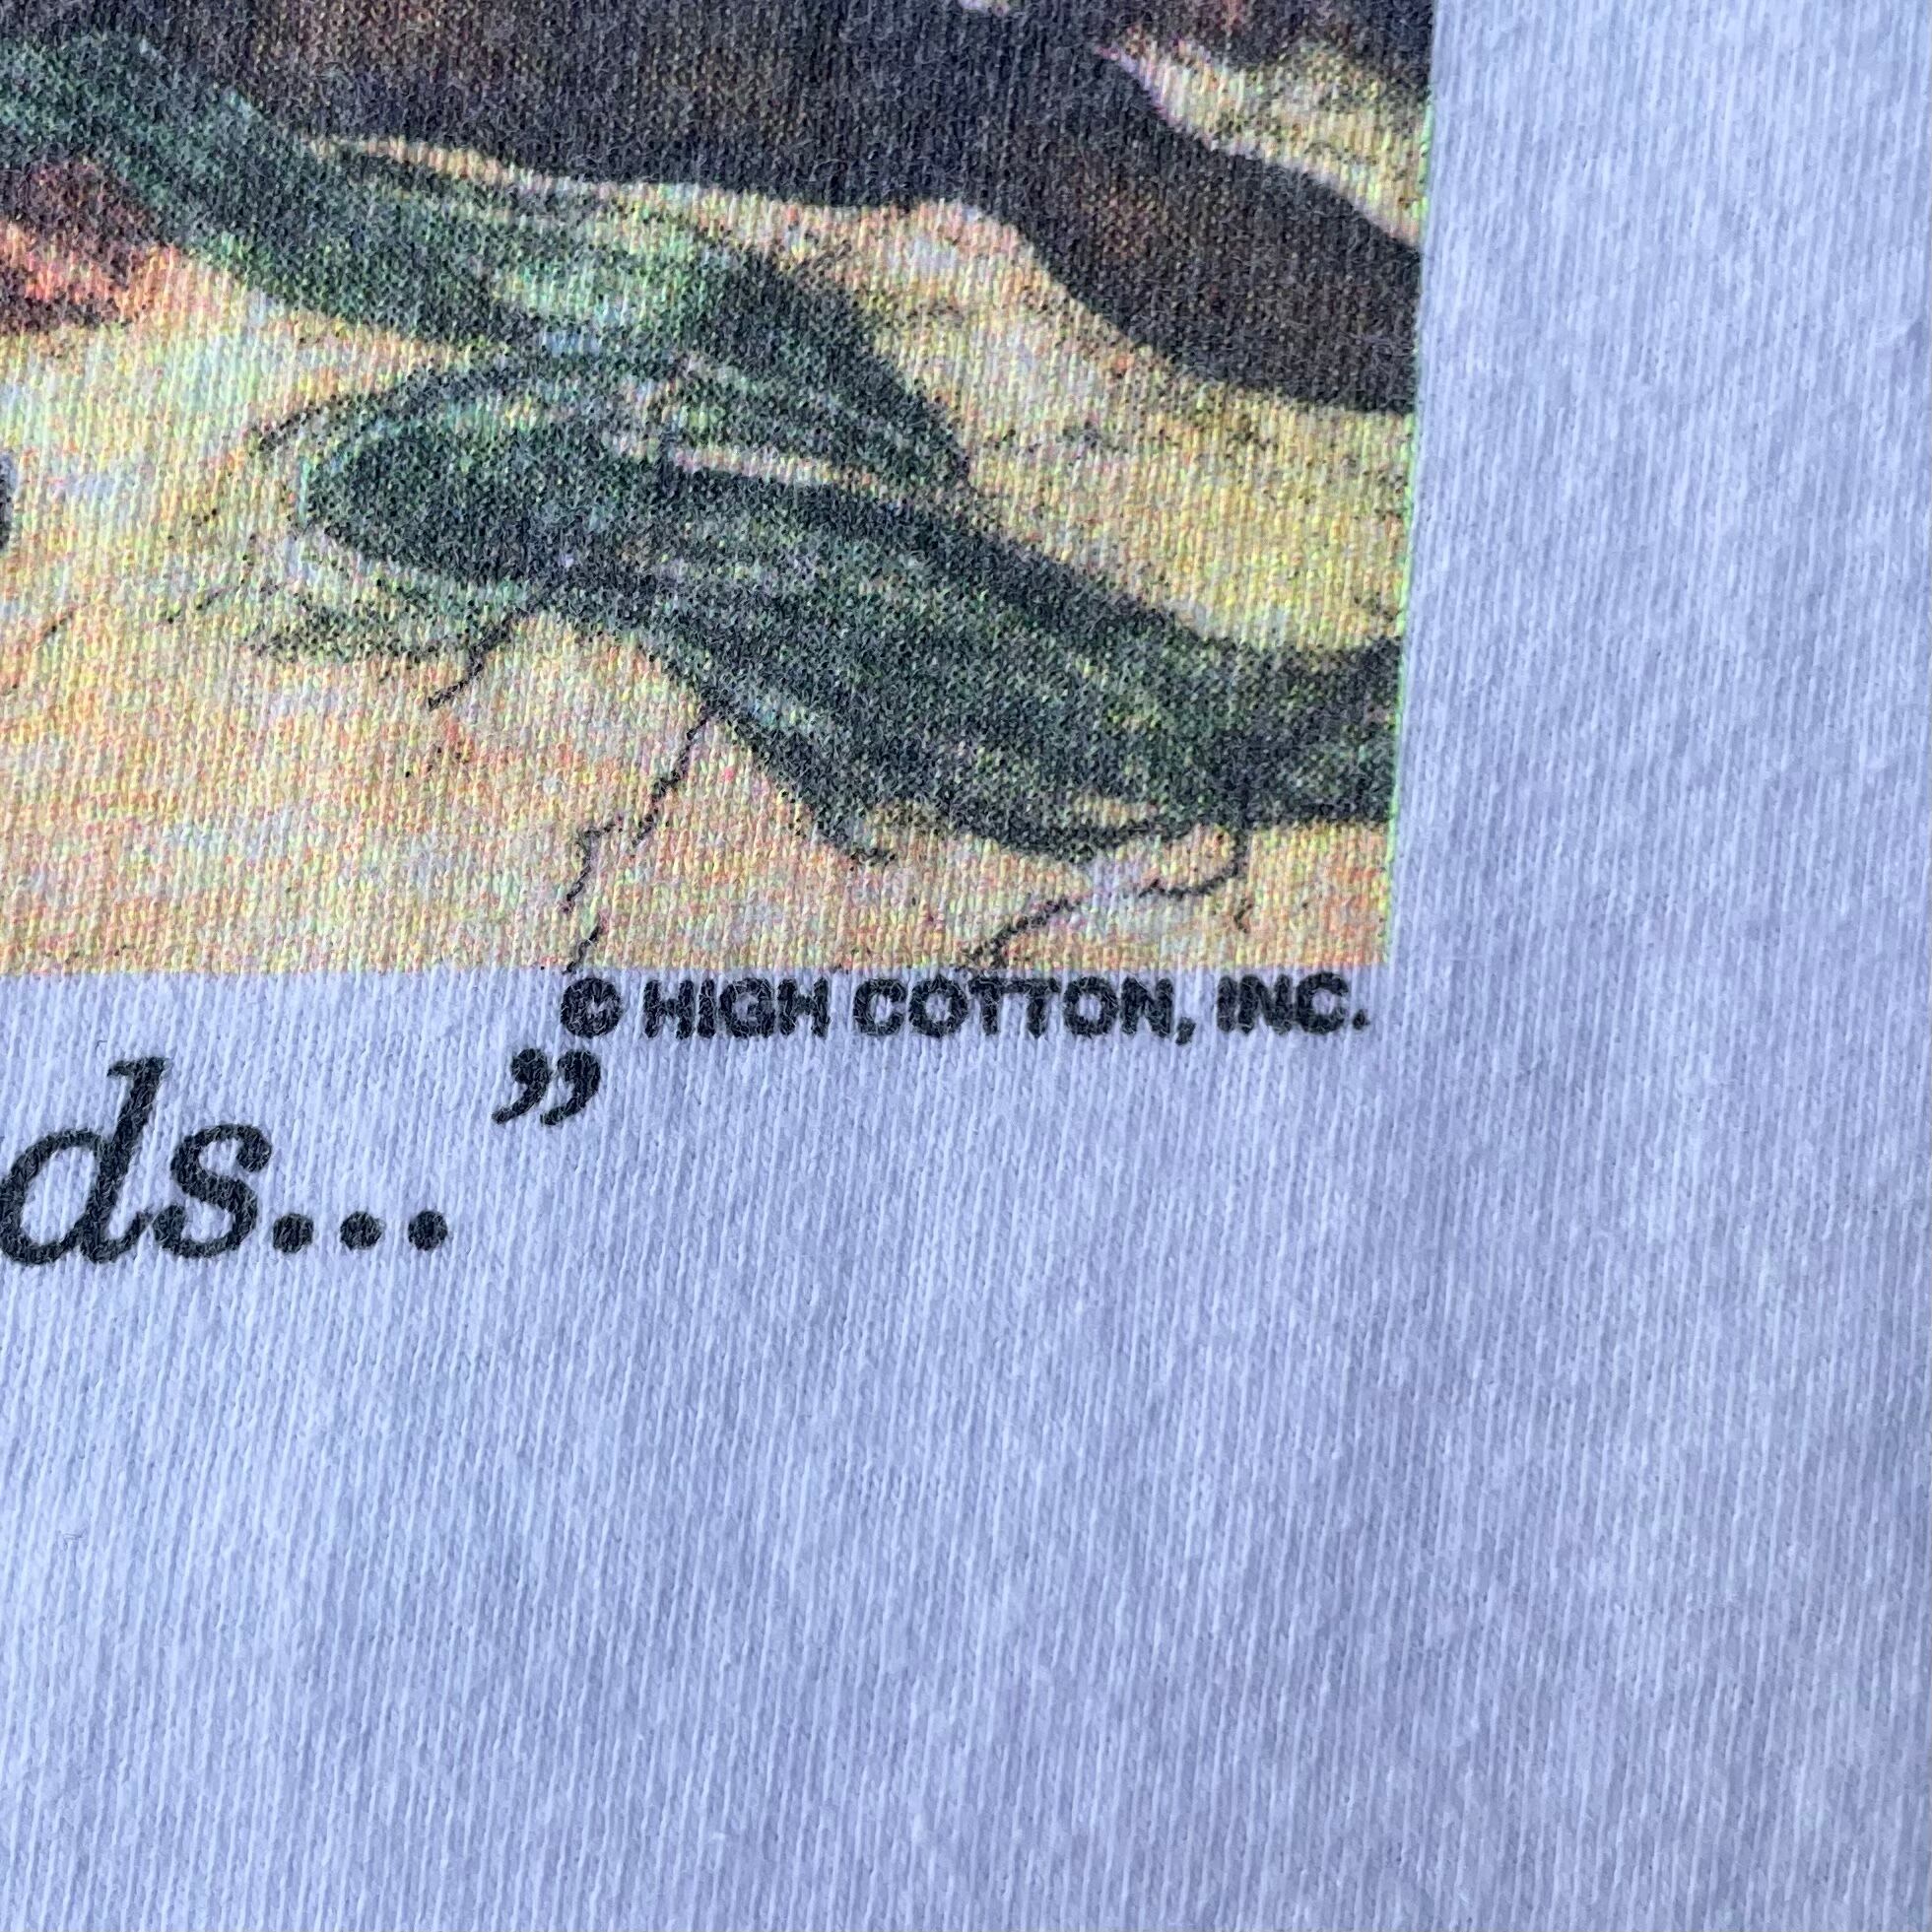 © HIGH COTTON, INC.
ds..."